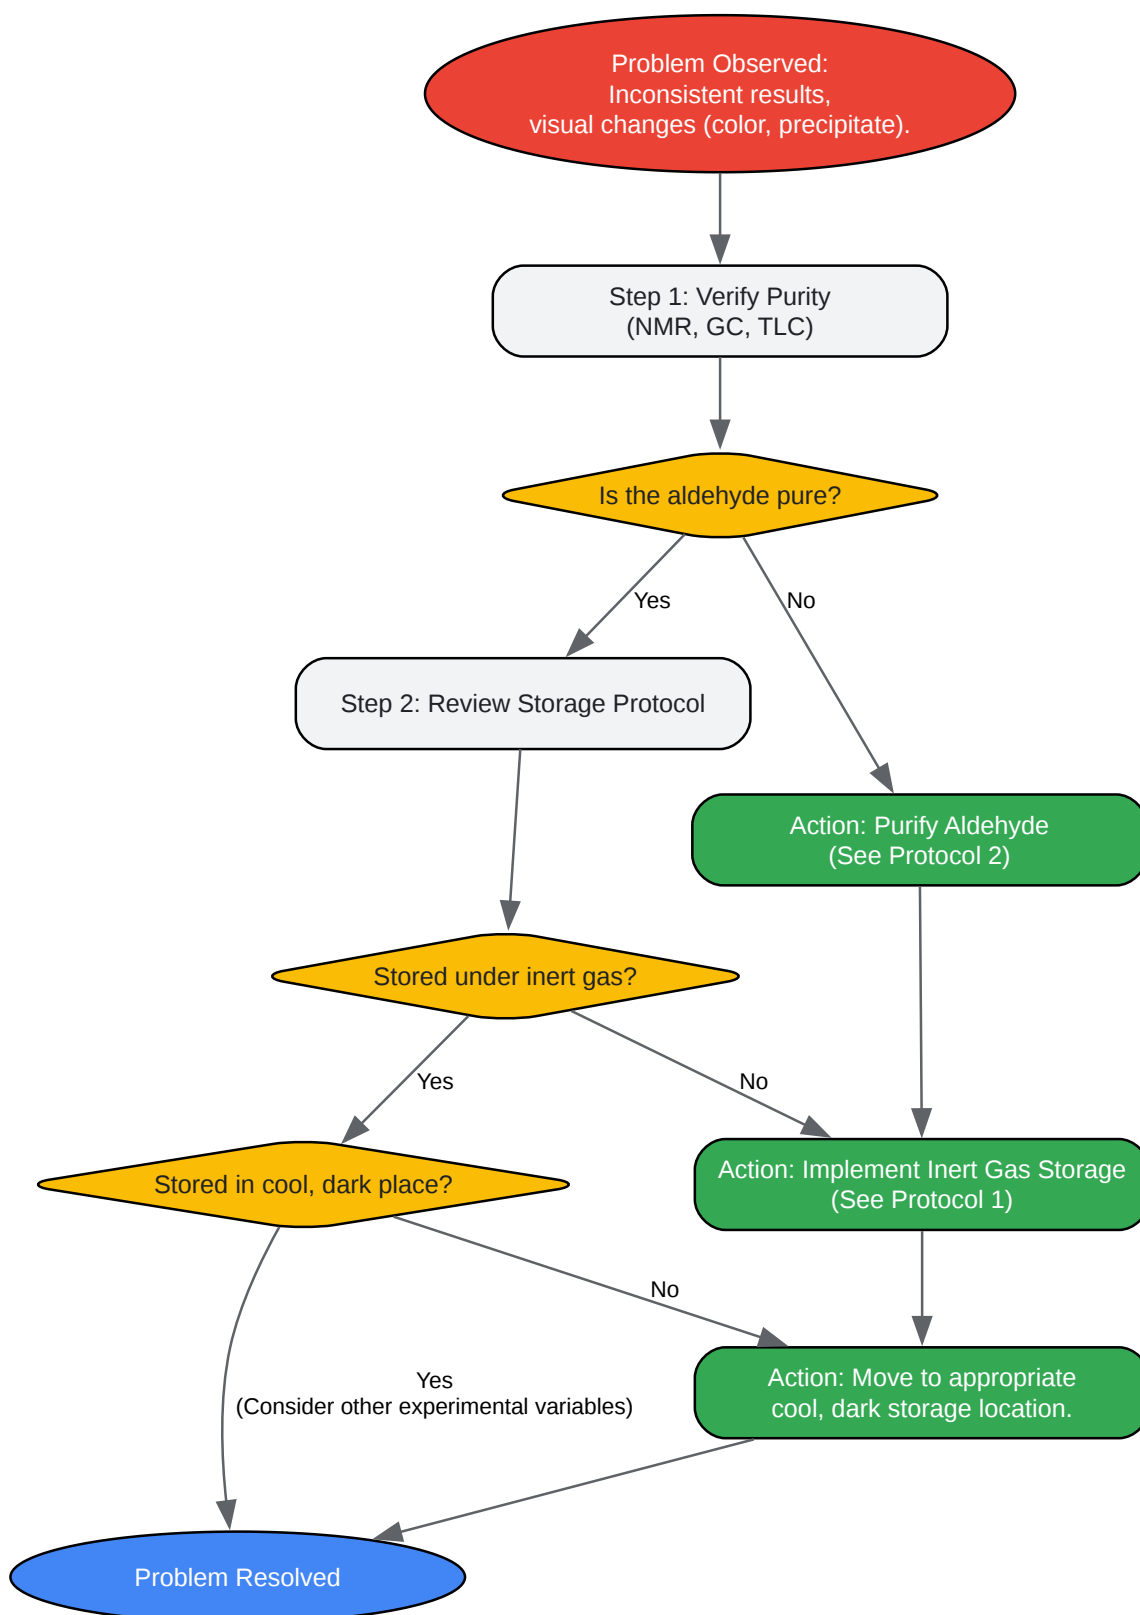 Problem Observed:
Inconsistent results,
visual changes (color, precipitate).
Step 1: Verify Purity
(NMR, GC, TLC)
Is the aldehyde pure?
Yes
No
Step 2: Review Storage Protocol
Action: Purify Aldehyde
(See Protocol 2)
Stored under inert gas?
Yes
No
Stored in cool, dark place?
Action: Implement Inert Gas Storage
(See Protocol 1)
No
Yes
(Consider other experimental variables)
Action: Move to appropriate
cool, dark storage location.
Problem Resolved